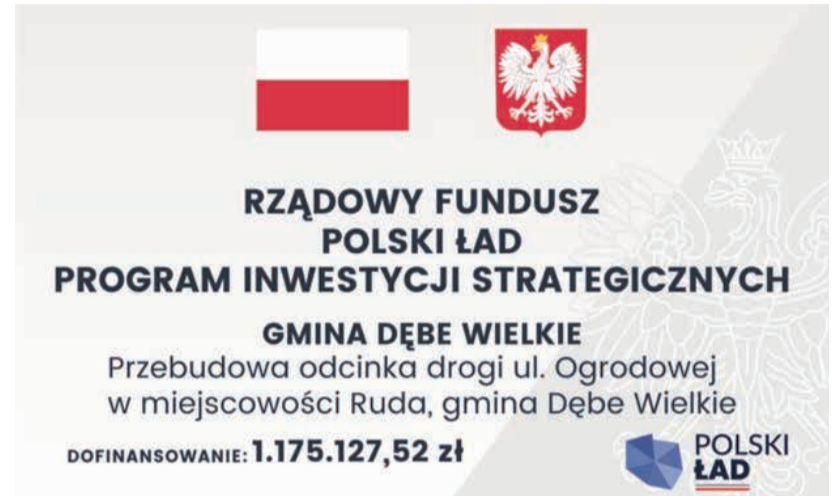 RZĄDOWY FUNDUSZ
POLSKI ŁAD
PROGRAM INWESTYCJI STRATEGICZNYCH
GMINA DĘBE WIELKIE
Przebudowa odcinka drogi ul. Ogrodowej
w miejscowości Ruda, gmina Dębe Wielkie
DOFINANSOWANIE: 1.175.127,52 zł
POLSKI
ŁAD